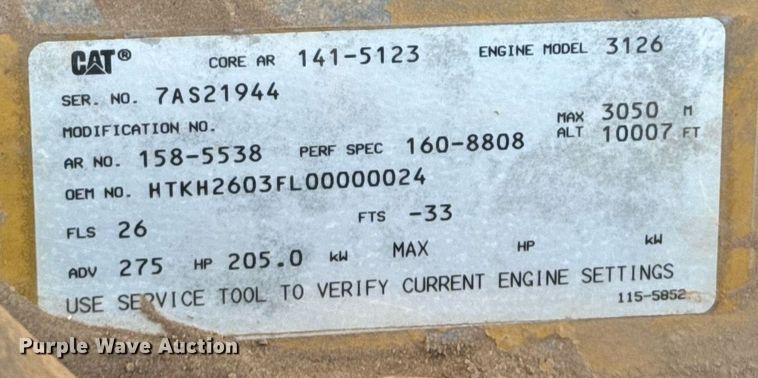 CAT® CORE AR 141-5123 ENGINE MODEL 3126
SER. NO. 7AS21944
MODIFICATION NO. MAX ALT 3050 M 10007 FT
AR NO. 158-5538 PERF SPEC 160-8808
OEM NO. HTKH2603FL00000024
FLS 26 FTS -33
ADV 275 HP 205.0 kW MAX HP kW
USE SERVICE TOOL TO VERIFY CURRENT ENGINE SETTINGS
115-5852
Purple Wave Auction